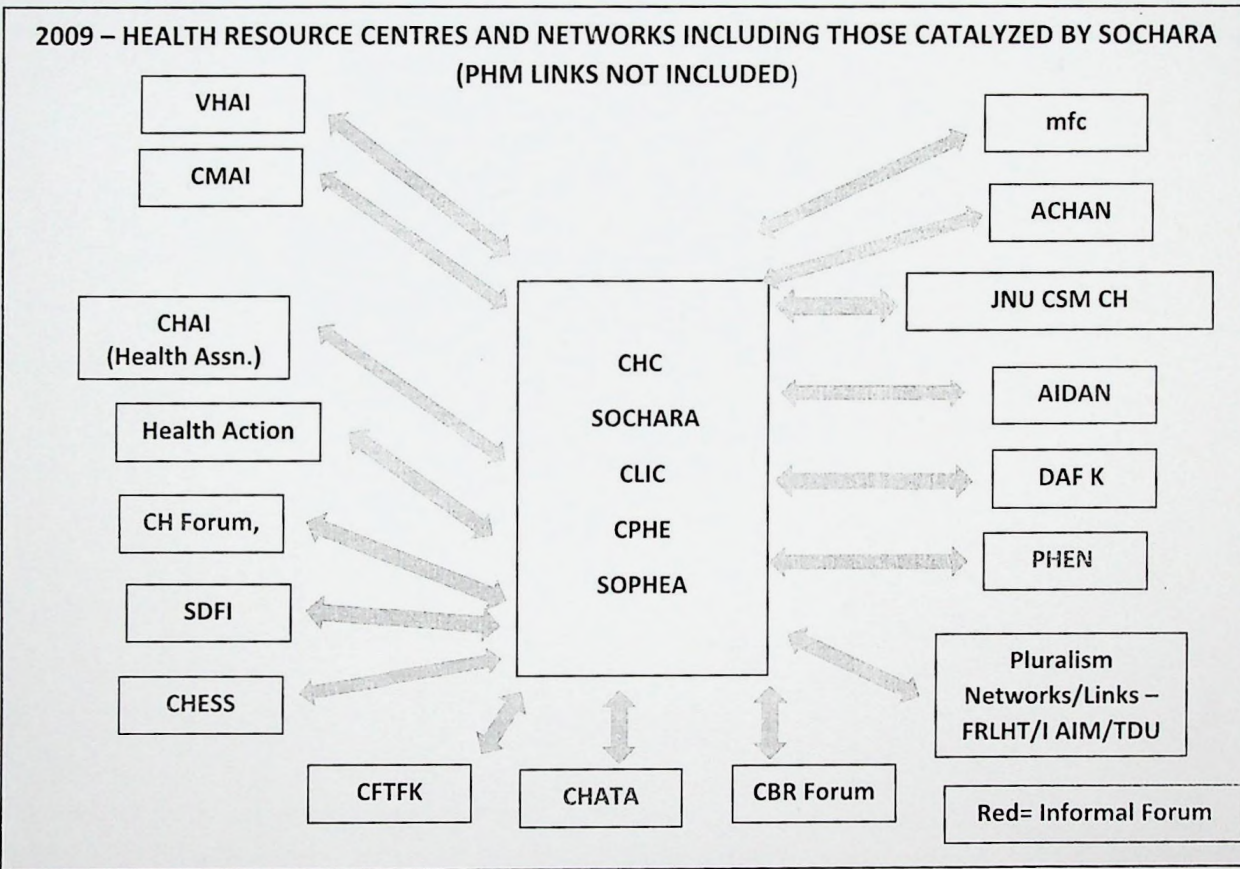 2009 – HEALTH RESOURCE CENTRES AND NETWORKS INCLUDING THOSE CATALYZED BY SOCHARA
(PHM LINKS NOT INCLUDED)
VHAI
CMAI
CHAI
(Health Assn.)
Health Action
CH Forum,
SDFI
CHESS
CHC
SOCHARA
CLIC
CPHE
SOPHEA
mfc
ACHAN
JNU CSM CH
AIDAN
DAF K
PHEN
Pluralism
Networks/Links –
FRLHT/I AIM/TDU
CFTFK
CHATA
CBR Forum
Red= Informal Forum